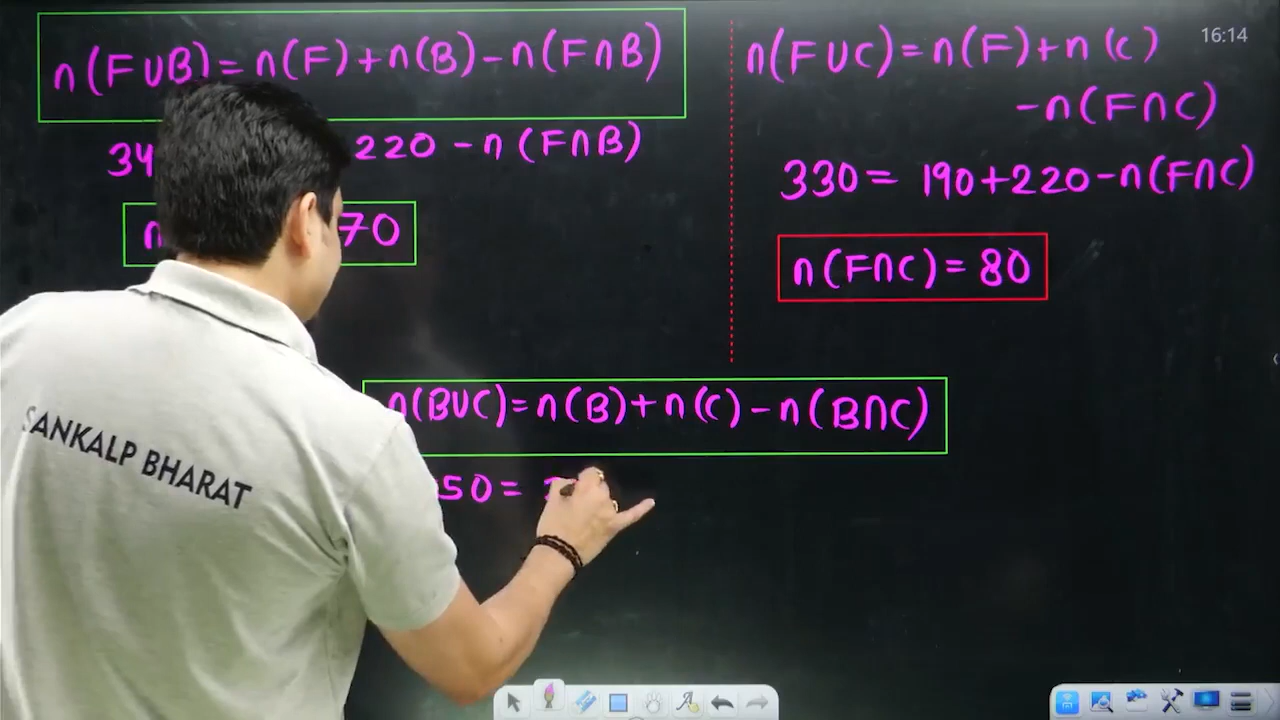 n(F∪B)=n(F)+n(B)-n(F∩B)
34 220 - n(F∩B)
n 70
n(F∪C)=n(F)+n(C)
-n(F∩C)
330= 190+220-n(F∩C)
n(F∩C)= 80
16:14
n(B∪C)=n(B)+n(C)-n(B∩C)
50=
SANKALP BHARAT